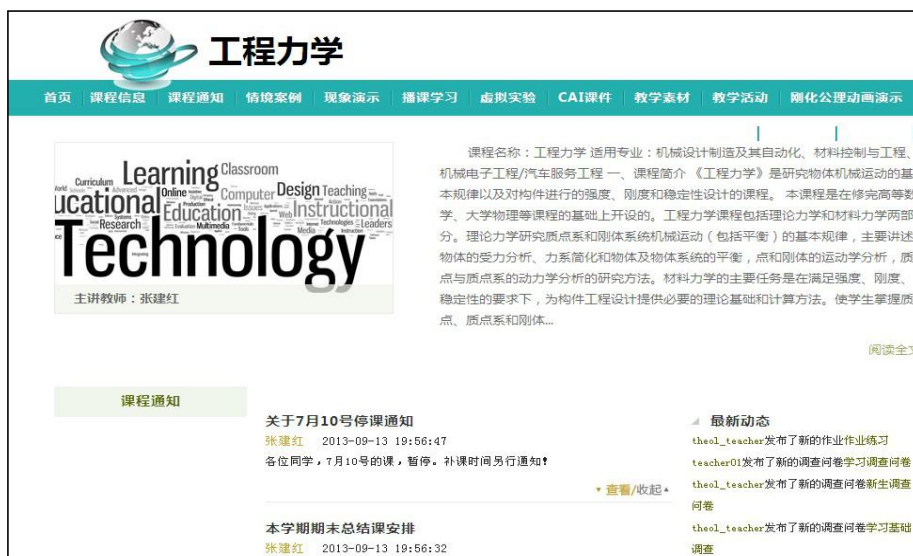 工程力学
首页 课程信息 课程通知 情境案例 现象演示 播课学习 虚拟实验 CAI课件 教学素材 教学活动 刚化公理动画演示
Curriculum Learning Classroom
World Schools Advanced Online Computer Design Teaching
ucational Education Web Instructional
Systems Research Evaluation Multimedia Tools Media Instruction Leaders
Technology
主讲教师：张建红
课程名称：工程力学 适用专业：机械设计制造及其自动化、材料控制与工程、
机械电子工程/汽车服务工程 一、课程简介 《工程力学》是研究物体机械运动的基
本规律以及对构件进行的强度、刚度和稳定性设计的课程。 本课程是在修完高等数
学、大学物理等课程的基础上开设的。工程力学课程包括理论力学和材料力学两部
分。理论力学研究质点系和刚体系统机械运动（包括平衡）的基本规律，主要讲述
物体的受力分析、力系简化和物体及物体系统的平衡，点和刚体的运动学分析，质
点与质点系的动力学分析的研究方法。材料力学的主要任务是在满足强度、刚度、
稳定性的要求下，为构件工程设计提供必要的理论基础和计算方法。使学生掌握质
点、质点系和刚体...
阅读全文
课程通知
关于7月10号停课通知
张建红 2013-09-13 19:56:47
各位同学，7月10号的课，暂停。补课时间另行通知！
查看/收起
本学期期末总结课安排
张建红 2013-09-13 19:56:32
最新动态
theol_teacher发布了新的作业作业练习
teacher01发布了新的调查问卷学习调查问卷
theol_teacher发布了新的调查问卷新生调查
问卷
theol_teacher发布了新的调查问卷学习基础
调查